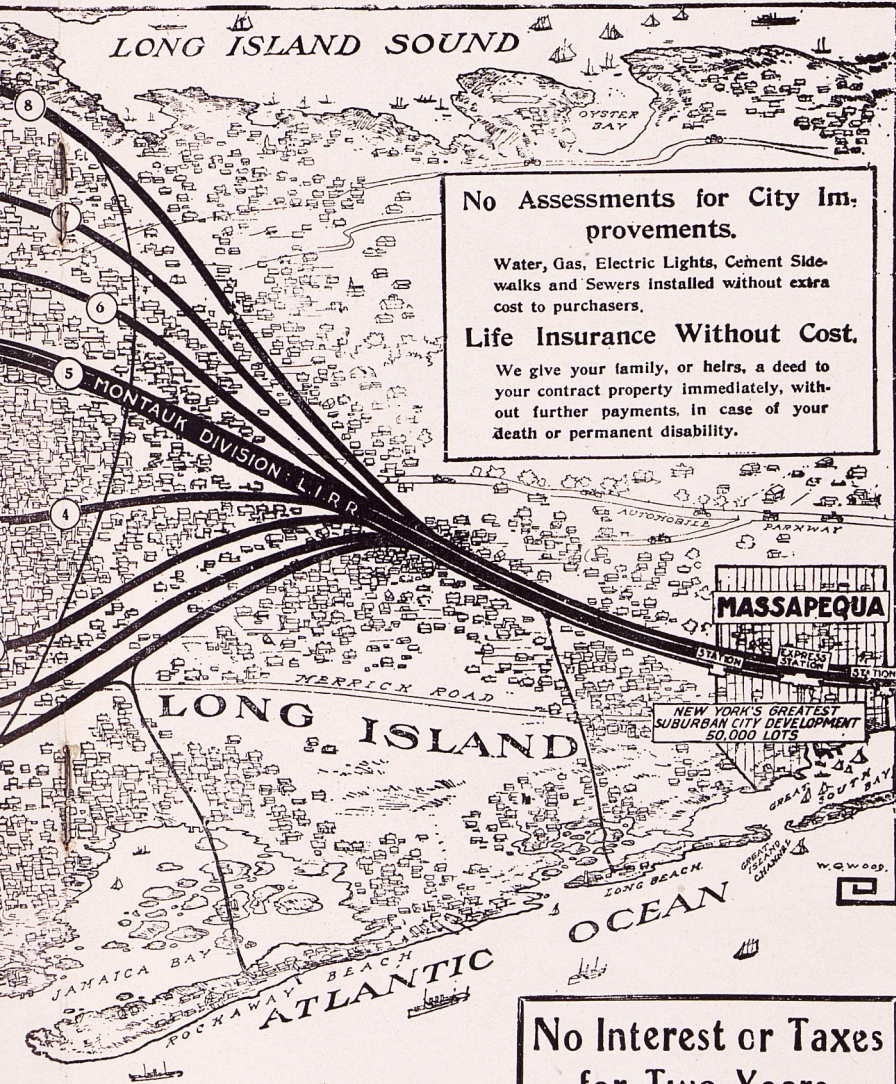 LONG ISLAND SOUND
OYSTER
BAY
8
No Assessments for City Im-
provements.
Water, Gas, Electric Lights, Cement Side-
walks and Sewers installed without extra
cost to purchasers.
Life Insurance Without Cost.
We give your family, or heirs, a deed to
your contract property immediately, with-
out further payments, in case of your
death or permanent disability.
6
5
MONTAUK DIVISION L.I.R.R.
4
AUTOMOBILE
PARKWAY
MASSAPEQUA
STATION
EXPRESS
STATION
STATION
MERRICK ROAD
LONG ISLAND
NEW YORK'S GREATEST
SUBURBAN CITY DEVELOPMENT
50,000 LOTS
GREAT SOUTH BAY
GREAT
ISLAND
CHANNEL
W.G.WOOD.
LONG BEACH
JAMAICA BAY
ROCKAWAY BEACH
ATLANTIC OCEAN
No Interest or Taxes
for Two Years